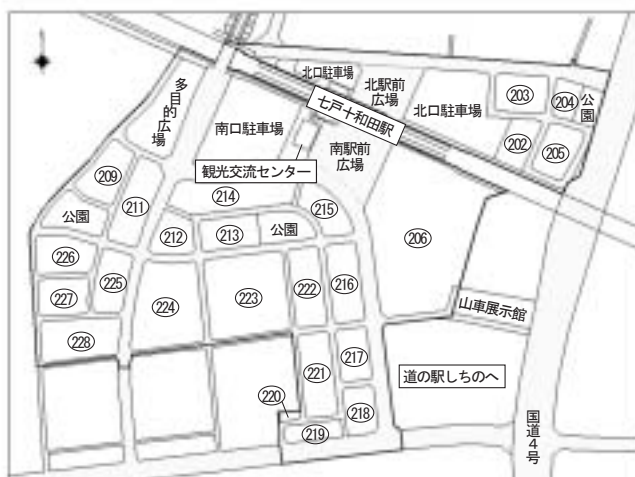 北口駐車場
北駅前
広場
七戸十和田駅
北口駐車場
203
204
公園
202
205
多目的広場
南口駐車場
観光交流センター
南駅前
広場
209
211
公園
214
212
213
公園
215
206
226
225
227
228
224
223
222
216
山車展示館
217
221
220
218
219
道の駅しちのへ
国道4号